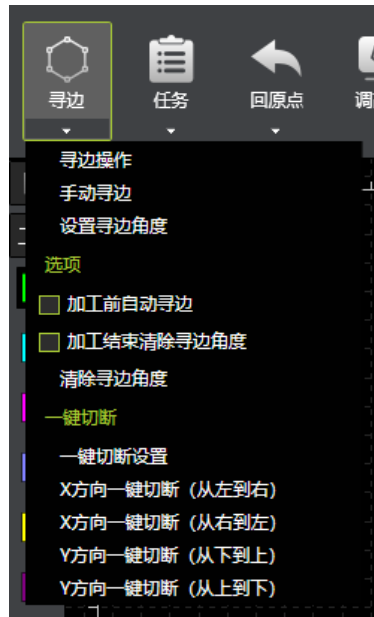 寻边 任务 回原点
寻边操作
手动寻边
设置寻边角度
选项
加工前自动寻边
加工结束清除寻边角度
清除寻边角度
一键切断
一键切断设置
X方向一键切断（从左到右）
X方向一键切断（从右到左）
Y方向一键切断（从下到上）
Y方向一键切断（从上到下）